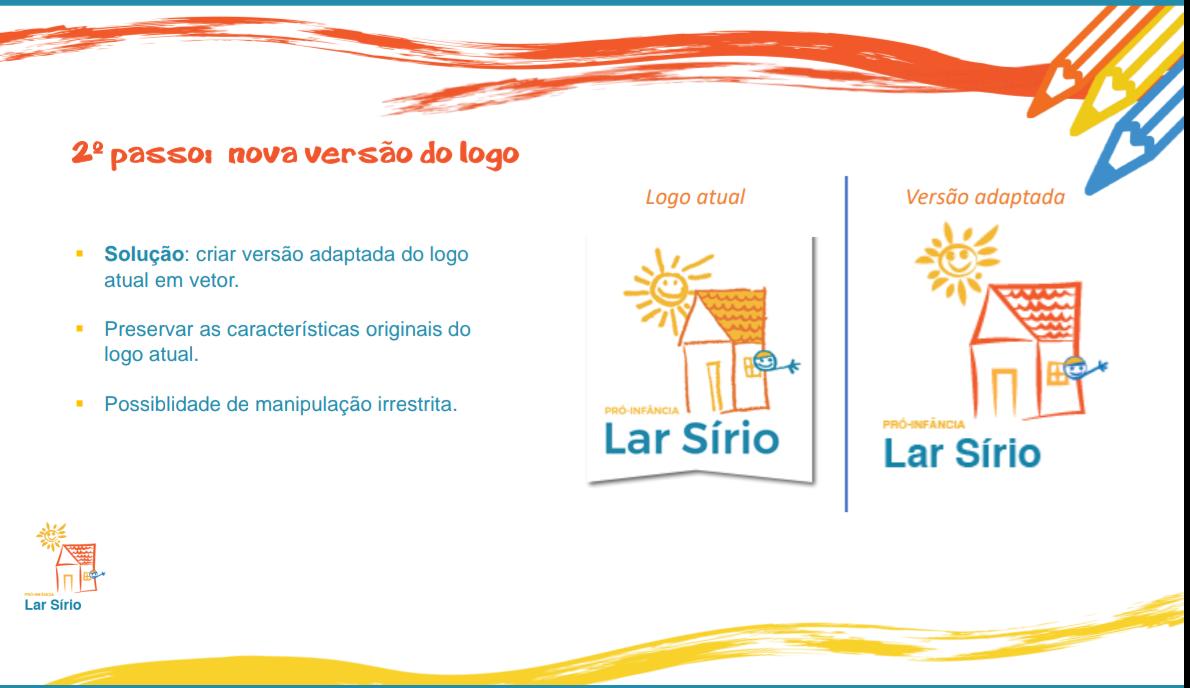 2º passo: nova versão do logo
Solução: criar versão adaptada do logo
atual em vetor.
Preservar as características originais do
logo atual.
Possiblidade de manipulação irrestrita.
Logo atual
PRÓ-INFÂNCIA
Lar Sírio
Versão adaptada
PRÓ-INFÂNCIA
Lar Sírio
PRÓ-INFÂNCIA
Lar Sírio